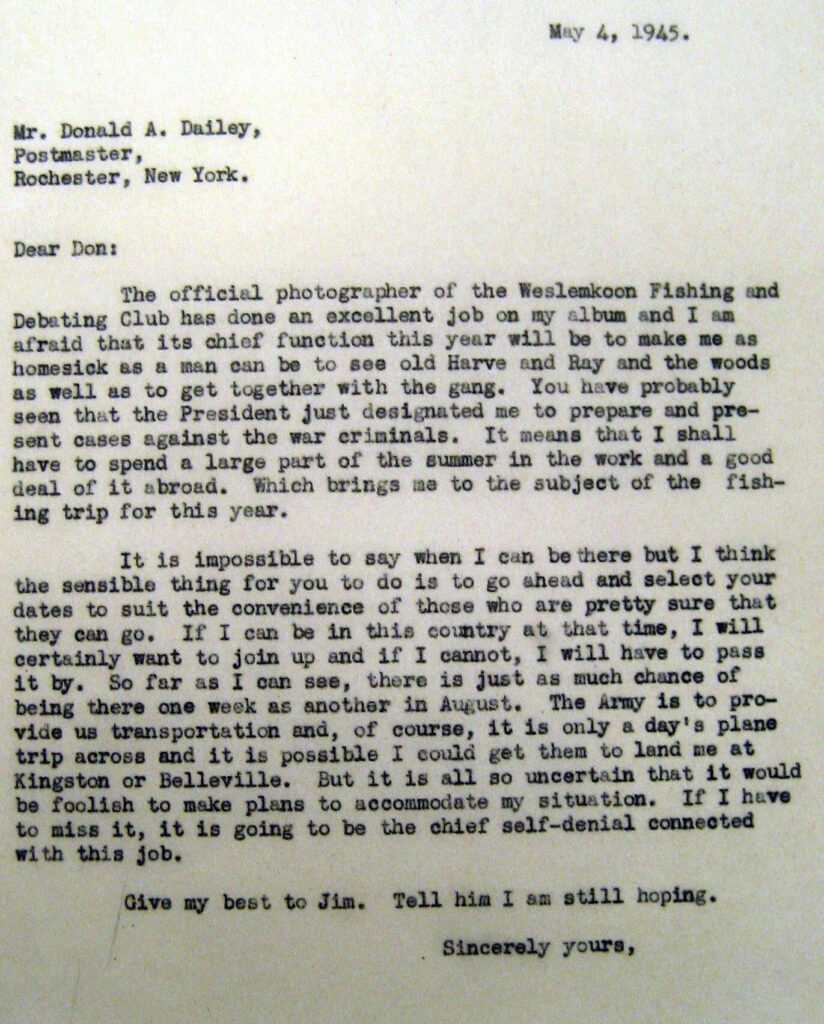 May 4, 1945.
Mr. Donald A. Dailey,
Postmaster,
Rochester, New York.
Dear Don:
The official photographer of the Weslemkoon Fishing and
Debating Club has done an excellent job on my album and I am
afraid that its chief function this year will be to make me as
homesick as a man can be to see old Harve and Ray and the woods
as well as to get together with the gang. You have probably
seen that the President just designated me to prepare and pre-
sent cases against the war criminals. It means that I shall
have to spend a large part of the summer in the work and a good
deal of it abroad. Which brings me to the subject of the fish-
ing trip for this year.
It is impossible to say when I can be there but I think
the sensible thing for you to do is to go ahead and select your
dates to suit the convenience of those who are pretty sure that
they can go. If I can be in this country at that time, I will
certainly want to join up and if I cannot, I will have to pass
it by. So far as I can see, there is just as much chance of
being there one week as another in August. The Army is to pro-
vide us transportation and, of course, it is only a day's plane
trip across and it is possible I could get them to land me at
Kingston or Belleville. But it is all so uncertain that it would
be foolish to make plans to accommodate my situation. If I have
to miss it, it is going to be the chief self-denial connected
with this job.
Give my best to Jim. Tell him I am still hoping.
Sincerely yours,